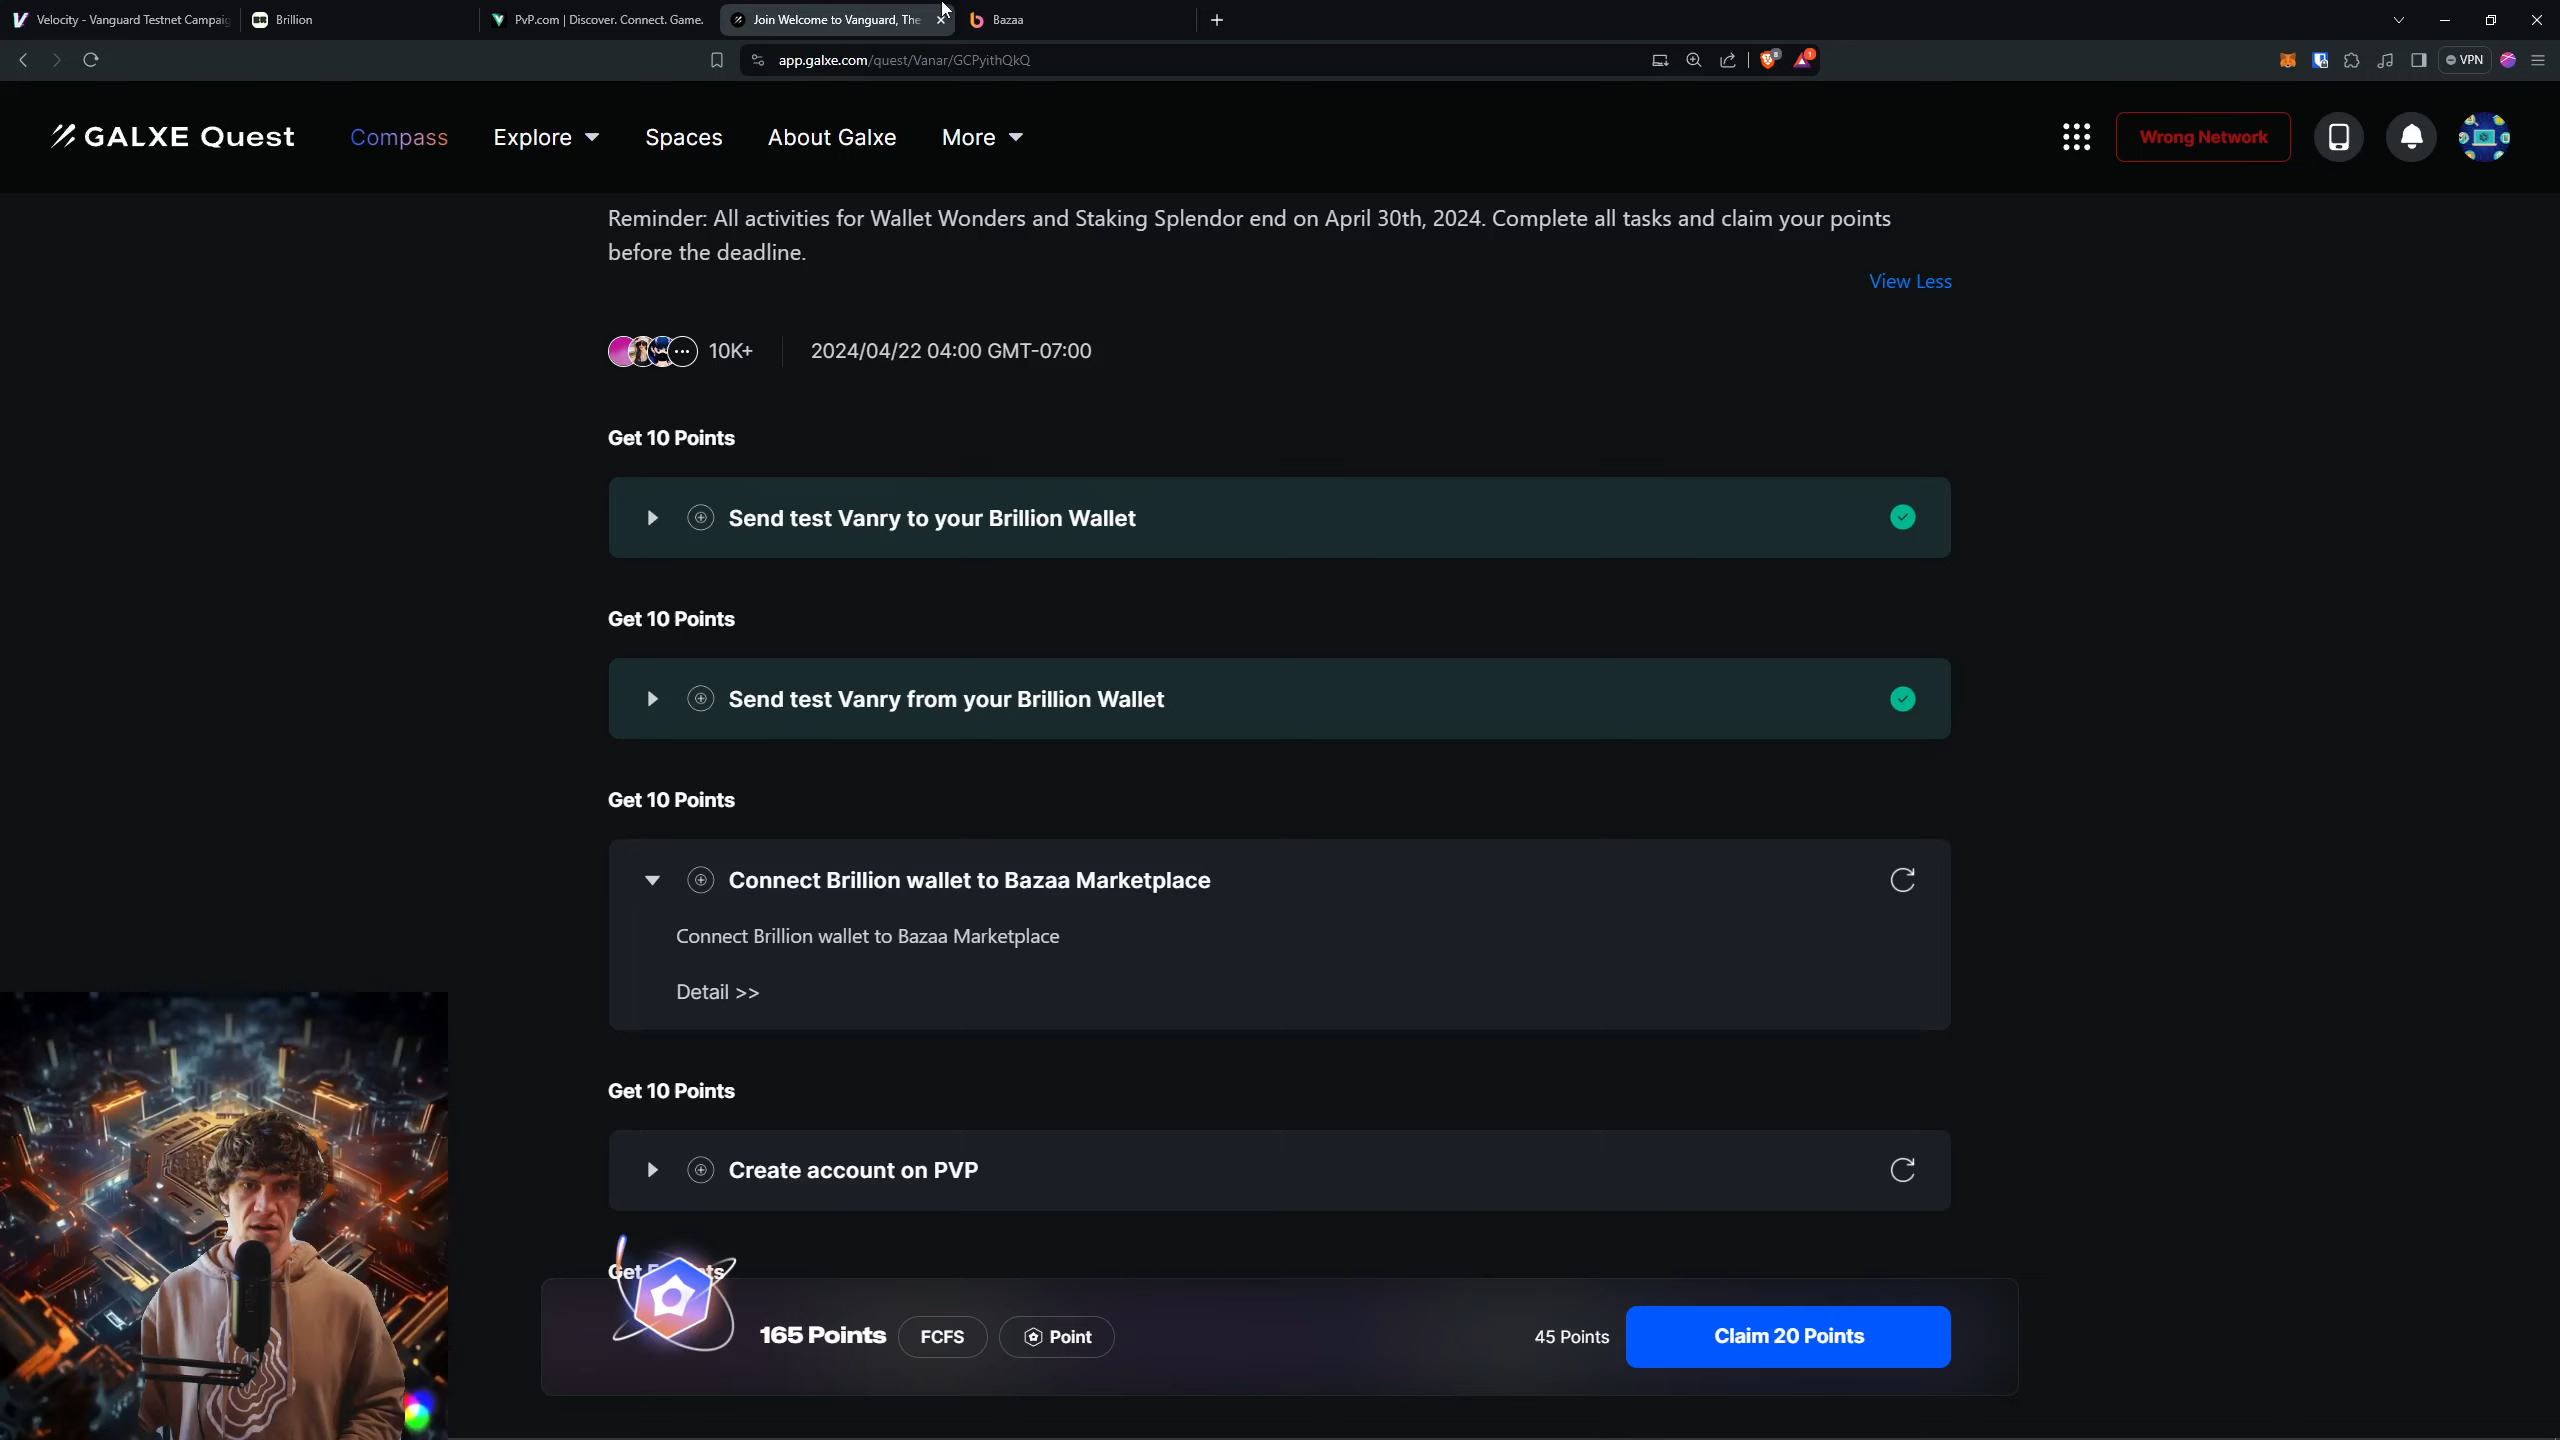 Velocity - Vanguard Testnet Campaig
Brillion
PvP.com | Discover. Connect. Game.
Join Welcome to Vanguard, The
Bazaa
app.galxe.com/quest/Vanar/GCPyithQkQ
VPN
GALXE Quest
Compass
Explore
Spaces
About Galxe
More
Wrong Network
Reminder: All activities for Wallet Wonders and Staking Splendor end on April 30th, 2024. Complete all tasks and claim your points
before the deadline.
View Less
10K+
2024/04/22 04:00 GMT-07:00
Get 10 Points
Send test Vanry to your Brillion Wallet
Get 10 Points
Send test Vanry from your Brillion Wallet
Get 10 Points
Connect Brillion wallet to Bazaa Marketplace
Connect Brillion wallet to Bazaa Marketplace
Detail >>
Get 10 Points
Create account on PVP
Get
165 Points
FCFS
Point
45 Points
Claim 20 Points